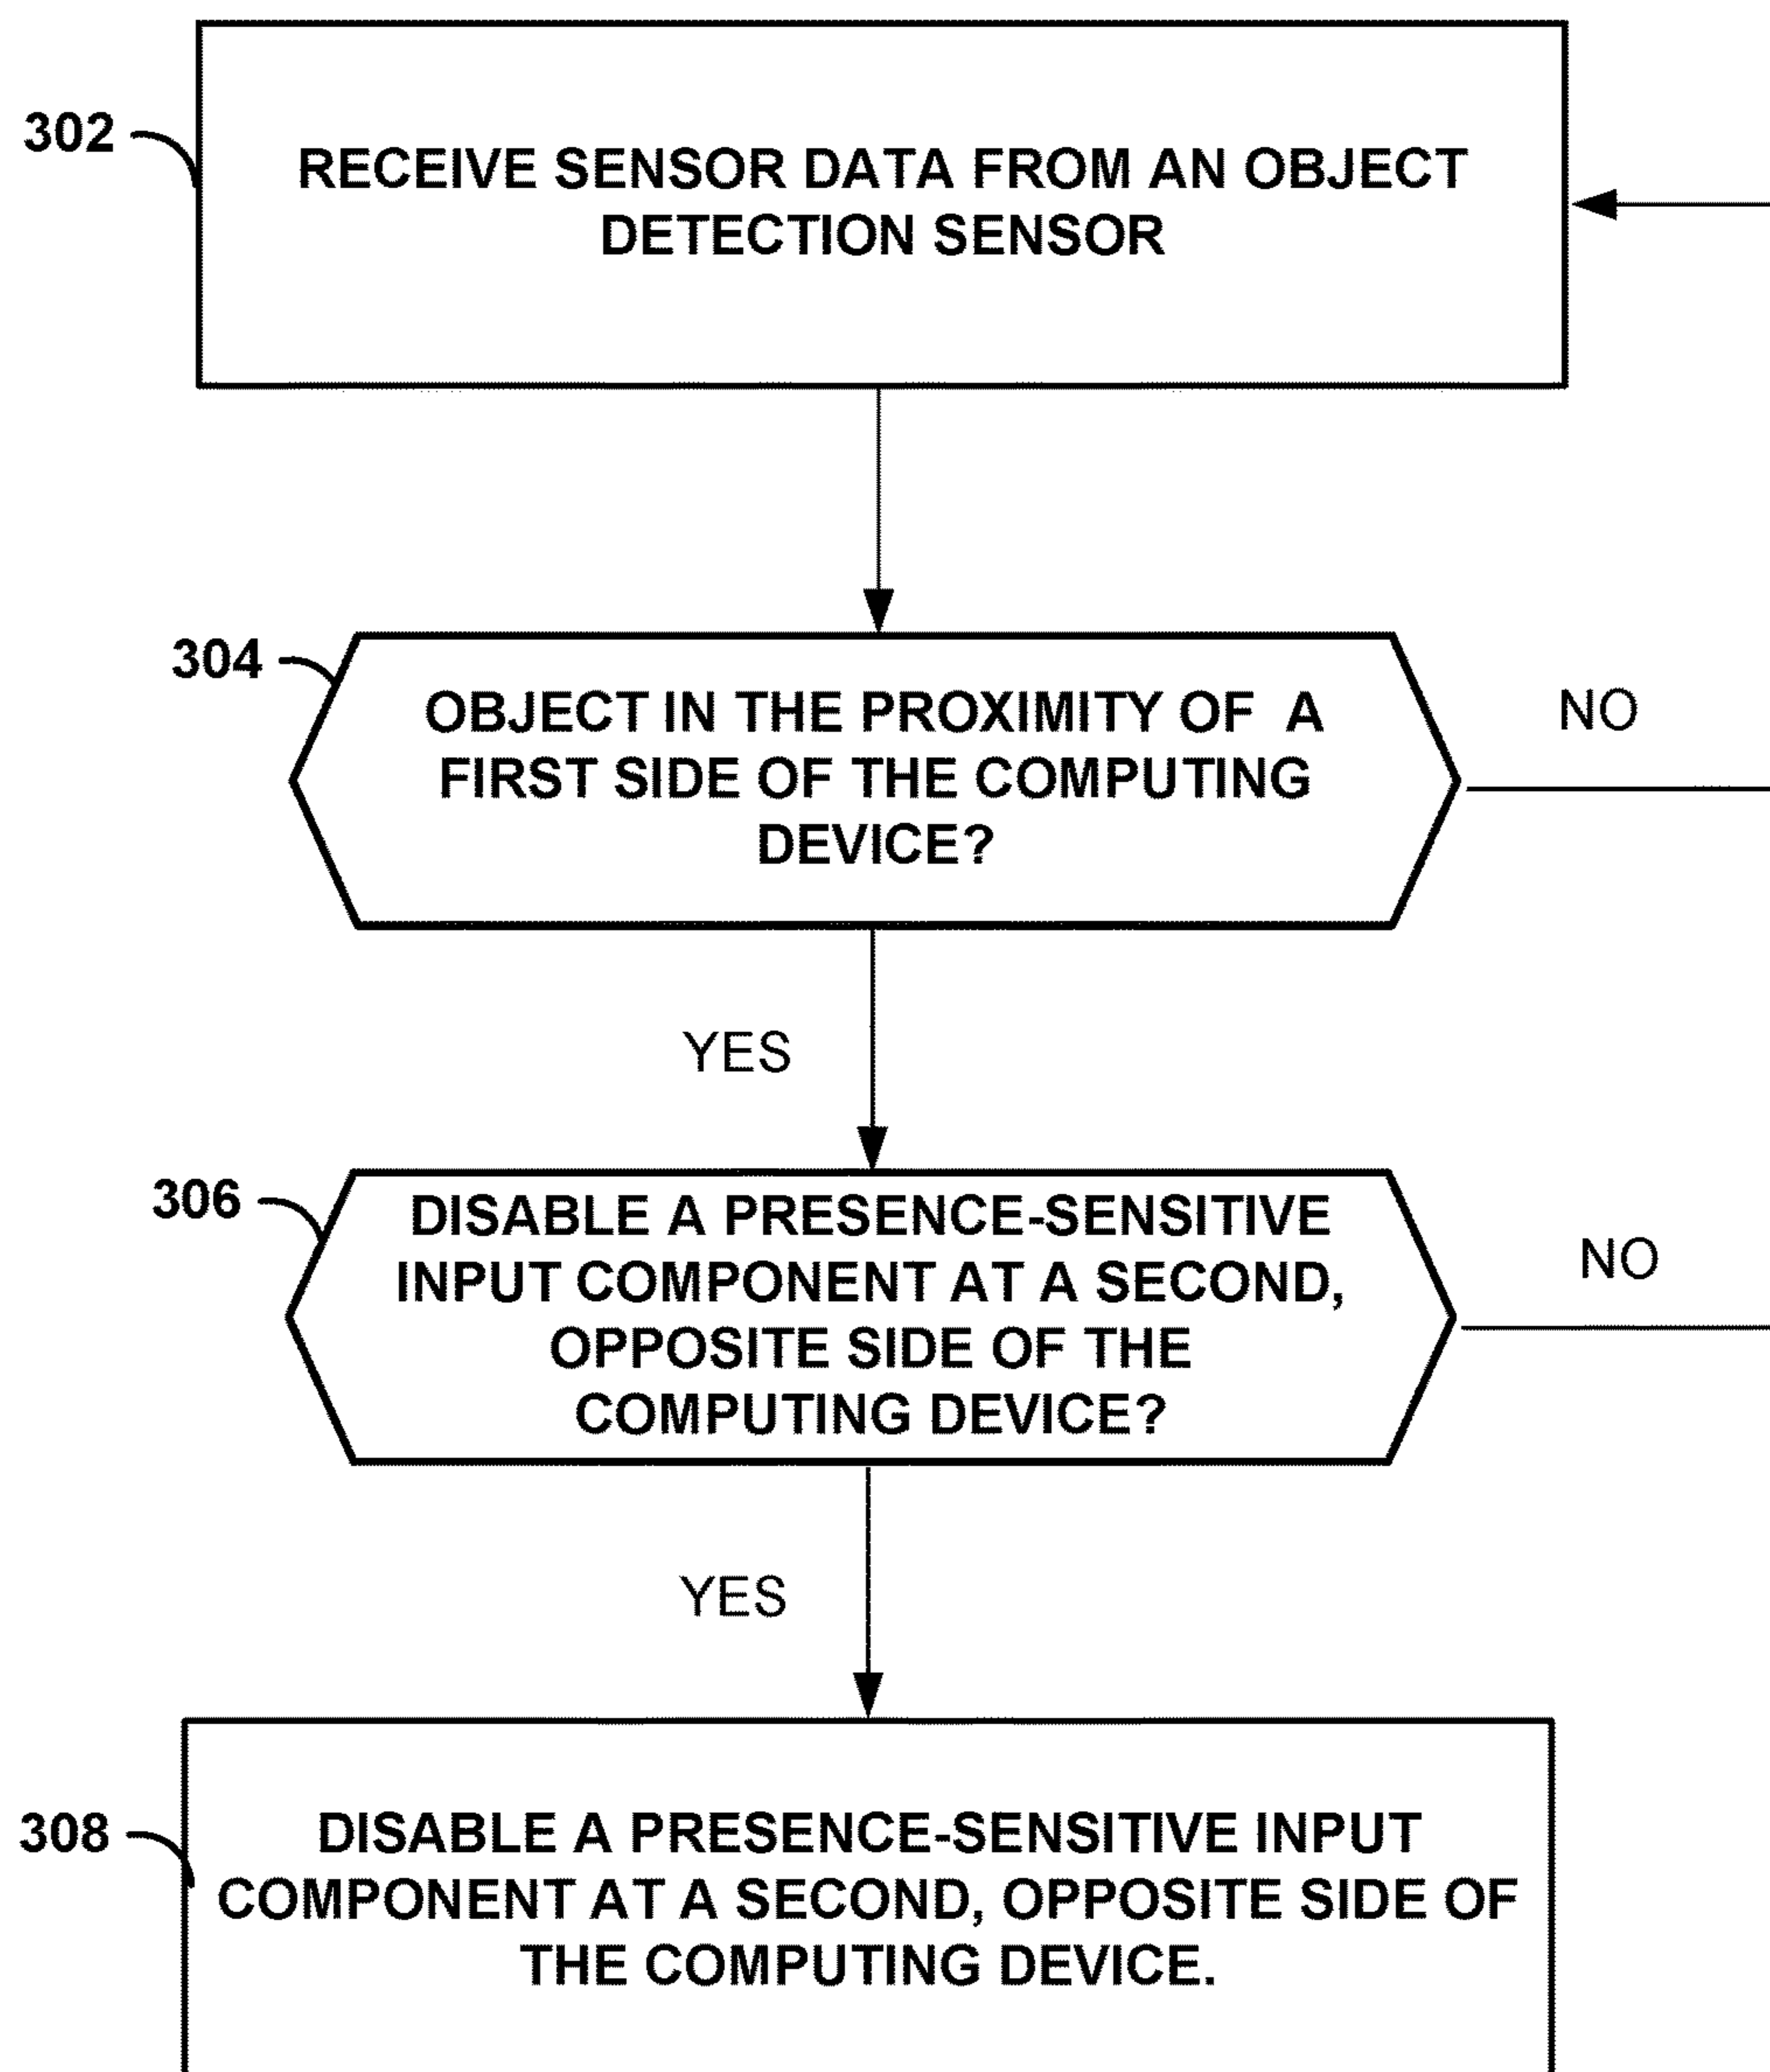 302
RECEIVE SENSOR DATA FROM AN OBJECT
DETECTION SENSOR
304
OBJECT IN THE PROXIMITY OF A
FIRST SIDE OF THE COMPUTING
DEVICE?
NO
YES
306
DISABLE A PRESENCE-SENSITIVE
INPUT COMPONENT AT A SECOND,
OPPOSITE SIDE OF THE
COMPUTING DEVICE?
NO
YES
308
DISABLE A PRESENCE-SENSITIVE INPUT
COMPONENT AT A SECOND, OPPOSITE SIDE OF
THE COMPUTING DEVICE.